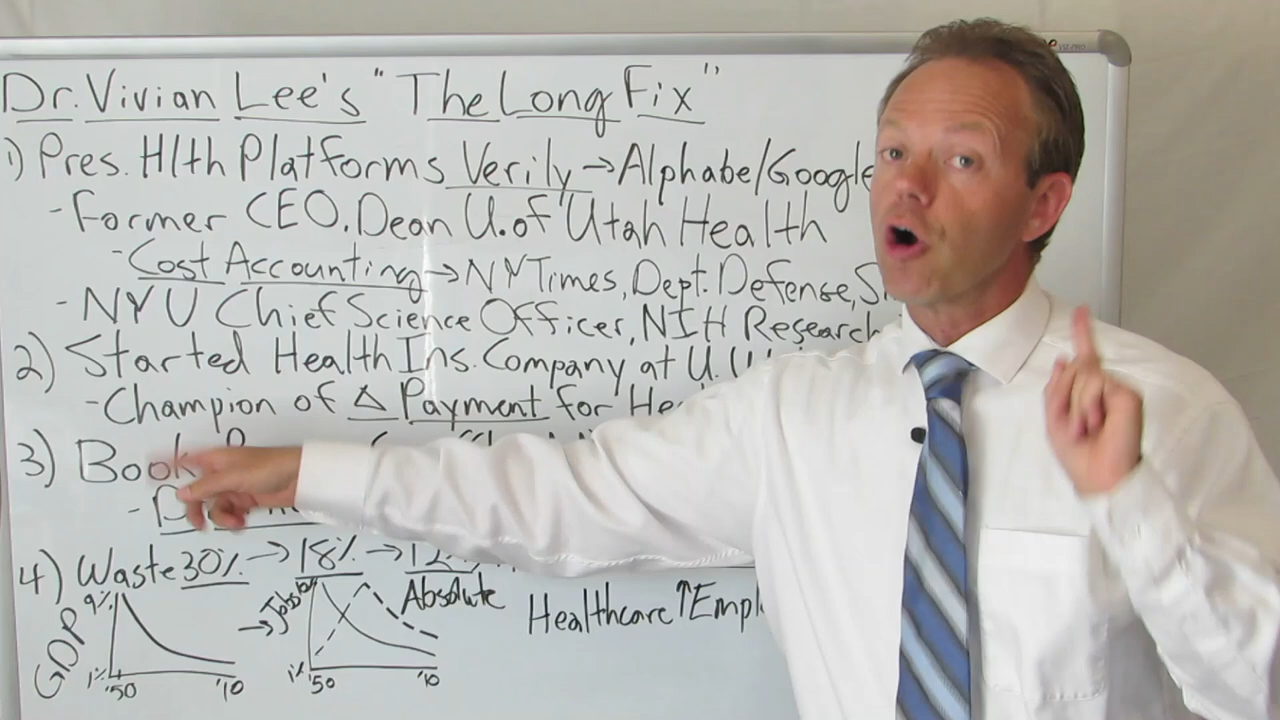 Dr. Vivian Lee's "The Long Fix"
1) Pres. Hlth Platforms Verily → Alphabe/Google
- Former CEO, Dean U. of Utah Health
- Cost Accounting → NY Times, Dept. Defense,
- NYU Chief Science Officer, NIH Research
2) Started Health Ins. Company at U.
- Champion of Δ Payment for
3) Book
4) Waste 30% → 18% →
Absolute
Healthcare ↑
GDP 9%
1% '50 '10
→ Jobs
1% '50 '10